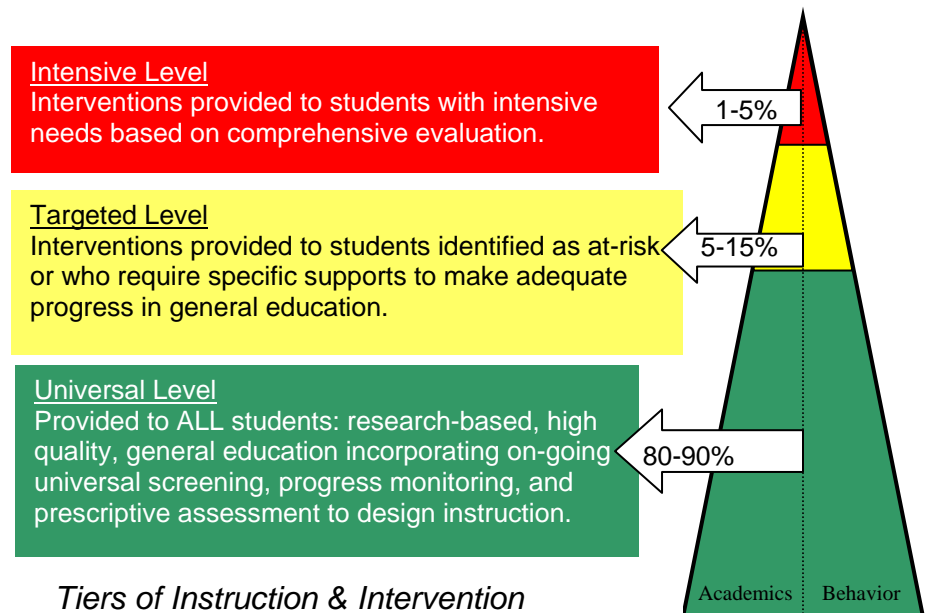 Intensive Level
Interventions provided to students with intensive
needs based on comprehensive evaluation.
1-5%
Targeted Level
Interventions provided to students identified as at-risk
or who require specific supports to make adequate
progress in general education.
5-15%
Universal Level
Provided to ALL students: research-based, high
quality, general education incorporating on-going
universal screening, progress monitoring, and
prescriptive assessment to design instruction.
80-90%
Tiers of Instruction & Intervention
Academics Behavior